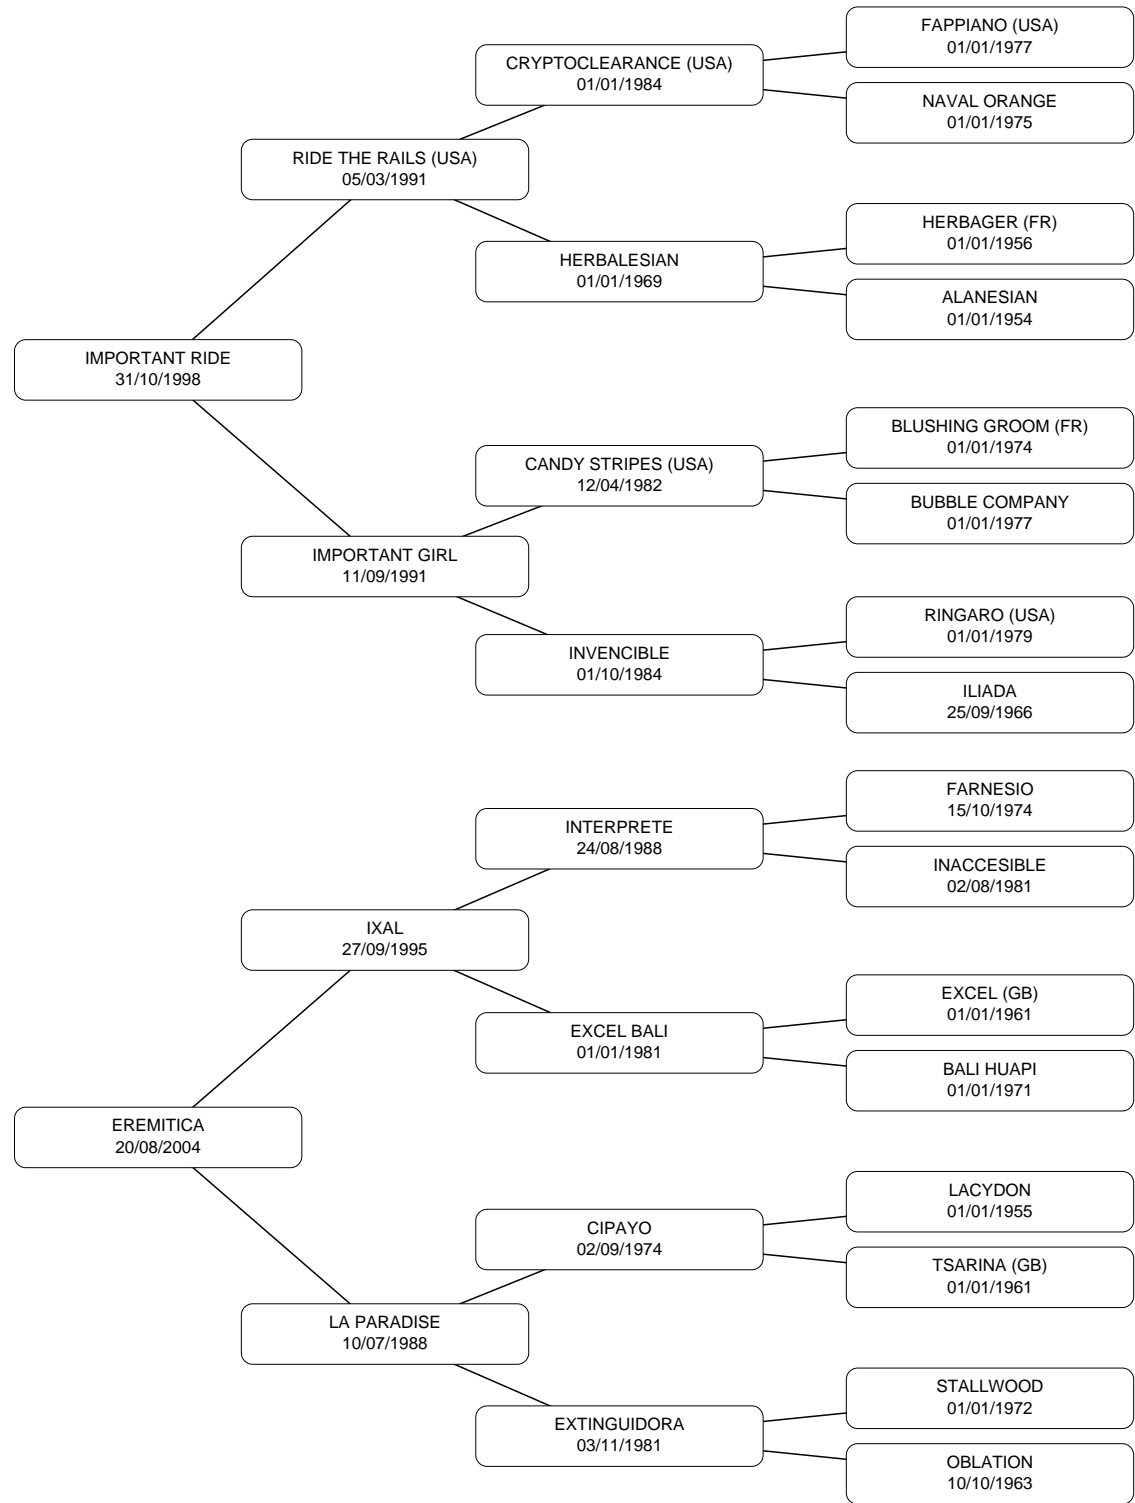 FAPPIANO (USA)
01/01/1977
CRYPTOCLEARANCE (USA)
01/01/1984
NAVAL ORANGE
01/01/1975
RIDE THE RAILS (USA)
05/03/1991
HERBAGER (FR)
01/01/1956
HERBALESIAN
01/01/1969
ALANESIAN
01/01/1954
IMPORTANT RIDE
31/10/1998
BLUSHING GROOM (FR)
01/01/1974
CANDY STRIPES (USA)
12/04/1982
BUBBLE COMPANY
01/01/1977
IMPORTANT GIRL
11/09/1991
RINGARO (USA)
01/01/1979
INVENCIBLE
01/10/1984
ILIADA
25/09/1966
FARNESIO
15/10/1974
INTERPRETE
24/08/1988
INACCESIBLE
02/08/1981
IXAL
27/09/1995
EXCEL (GB)
01/01/1961
EXCEL BALI
01/01/1981
BALI HUAPI
01/01/1971
EREMITICA
20/08/2004
LACYDON
01/01/1955
CIPAYO
02/09/1974
TSARINA (GB)
01/01/1961
LA PARADISE
10/07/1988
STALLWOOD
01/01/1972
EXTINGUIDORA
03/11/1981
OBLATION
10/10/1963